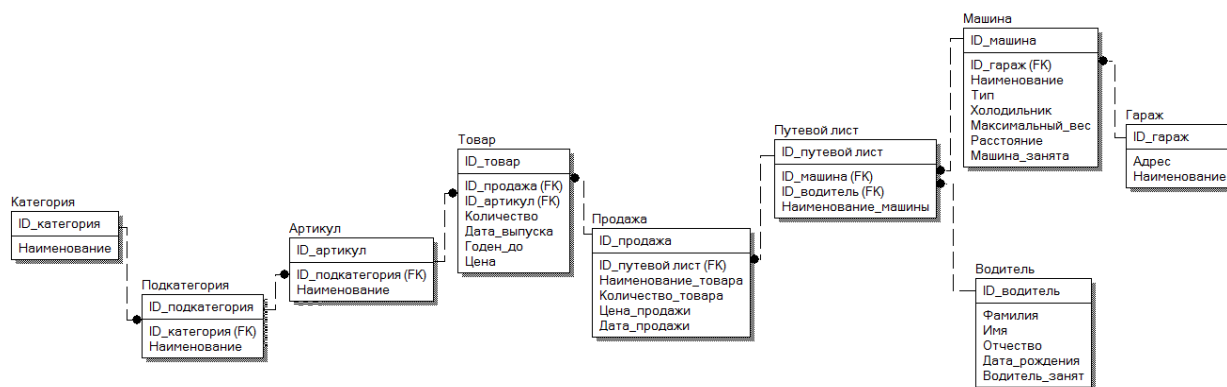 Категория
ID_категория
Наименование
Подкатегория
ID_подкатегория
ID_категория (FK)
Наименование
Артикул
ID_артикул
ID_подкатегория (FK)
Наименование
Товар
ID_товар
ID_продажа (FK)
ID_артикул (FK)
Количество
Дата_выпуска
Годен_до
Цена
Продажа
ID_продажа
ID_путевой лист (FK)
Наименование_товара
Количество_товара
Цена_продажи
Дата_продажи
Путевой лист
ID_путевой лист
ID_машина (FK)
ID_водитель (FK)
Наименование_машины
Машина
ID_машина
ID_гараж (FK)
Наименование
Тип
Холодильник
Максимальный_вес
Расстояние
Машина_занята
Гараж
ID_гараж
Адрес
Наименование
Водитель
ID_водитель
Фамилия
Имя
Отчество
Дата_рождения
Водитель_занят